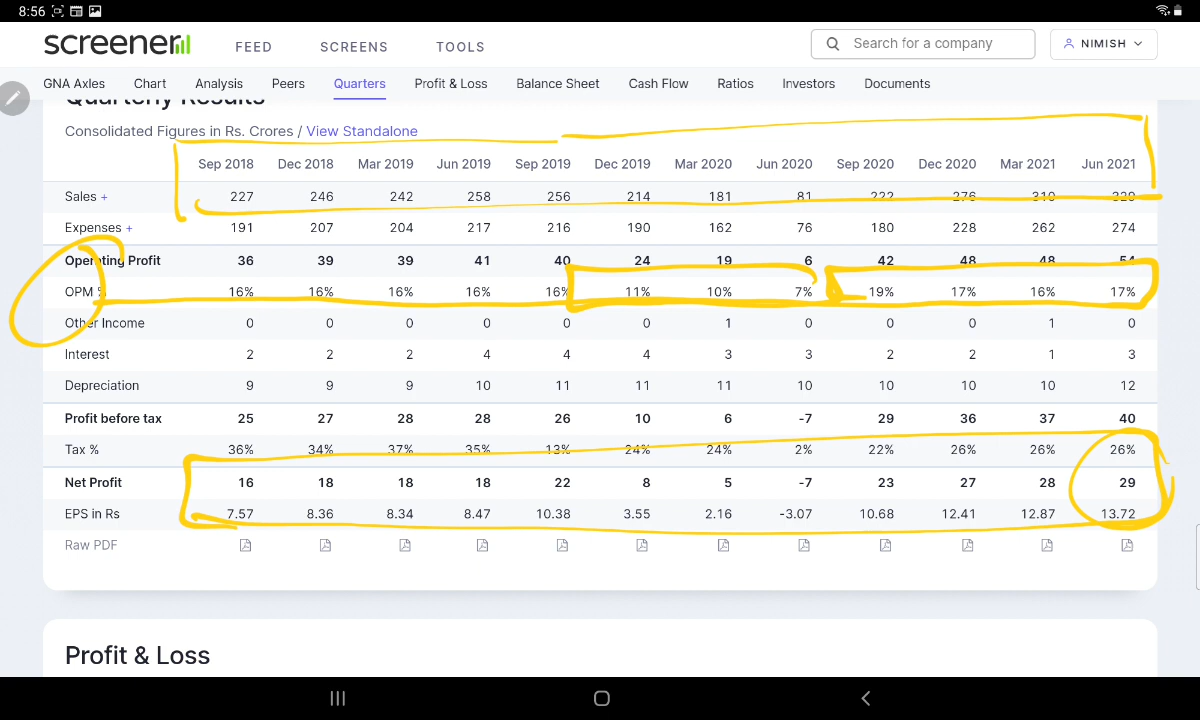 8:56
screener FEED SCREENS TOOLS Search for a company NIMISH
GNA Axles Chart Analysis Peers Quarters Profit & Loss Balance Sheet Cash Flow Ratios Investors Documents
Quarterly Results
Consolidated Figures in Rs. Crores / View Standalone
Sep 2018 Dec 2018 Mar 2019 Jun 2019 Sep 2019 Dec 2019 Mar 2020 Jun 2020 Sep 2020 Dec 2020 Mar 2021 Jun 2021
Sales + 227 246 242 258 256 214 181 81 222 276 310 329
Expenses + 191 207 204 217 216 190 162 76 180 228 262 274
Operating Profit 36 39 39 41 40 24 19 6 42 48 48 54
OPM % 16% 16% 16% 16% 16% 11% 10% 7% 19% 17% 16% 17%
Other Income 0 0 0 0 0 0 1 0 0 0 1 0
Interest 2 2 2 4 4 4 3 3 2 2 1 3
Depreciation 9 9 9 10 11 11 11 10 10 10 10 12
Profit before tax 25 27 28 28 26 10 6 -7 29 36 37 40
Tax % 36% 34% 37% 35% 13% 24% 24% 2% 22% 26% 26% 26%
Net Profit 16 18 18 18 22 8 5 -7 23 27 28 29
EPS in Rs 7.57 8.36 8.34 8.47 10.38 3.55 2.16 -3.07 10.68 12.41 12.87 13.72
Raw PDF
Profit & Loss